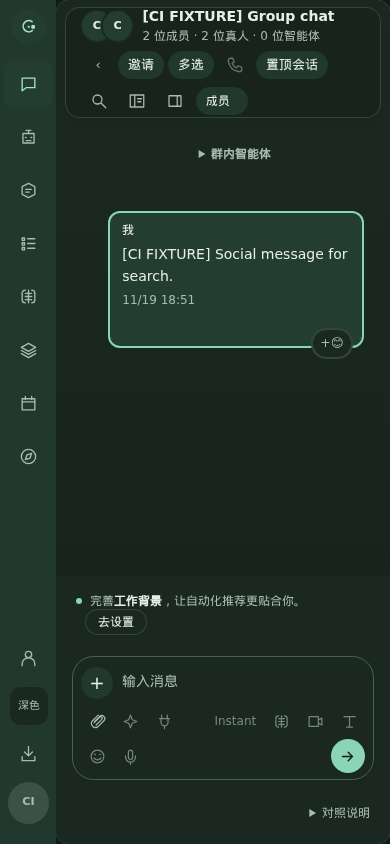 C C [CI FIXTURE] Group chat
2 位成员 · 2 位真人 · 0 位智能体
邀请 多选 置顶会话
成员
群内智能体
我
[CI FIXTURE] Social message for
search.
11/19 18:51
+😊
完善工作背景，让自动化推荐更贴合你。
去设置
+ 输入消息
Instant
深色
CI
对照说明